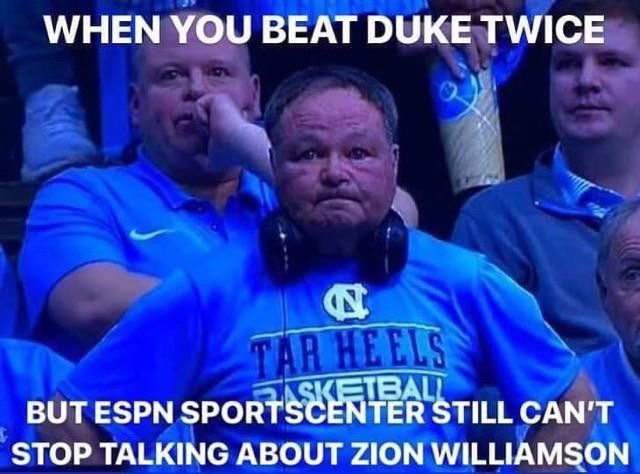 WHEN YOU BEAT DUKE TWICE
NC
TAR HEELS
BASKETBALL
BUT ESPN SPORTSCENTER STILL CAN'T
STOP TALKING ABOUT ZION WILLIAMSON